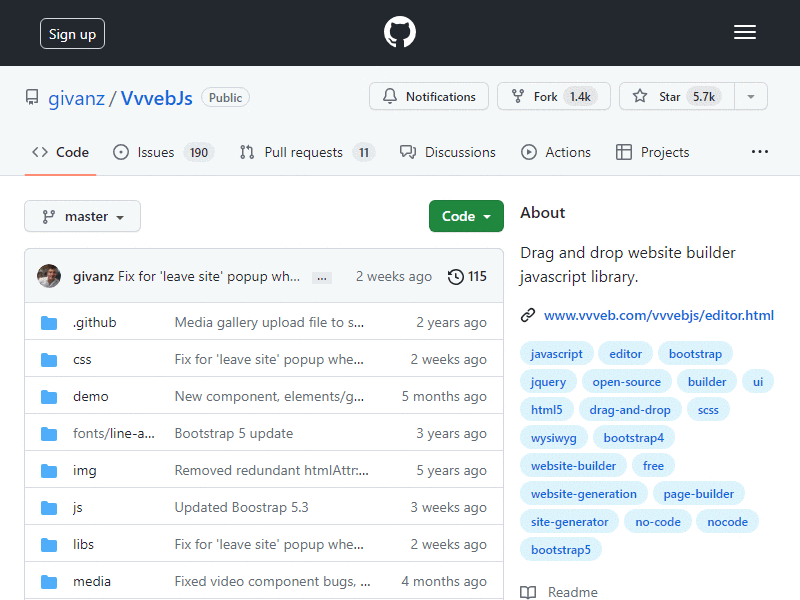 Sign up
givanz / VvvebJs Public
Notifications Fork 1.4k Star 5.7k
Code Issues 190 Pull requests 11 Discussions Actions Projects ...
master Code
givanz Fix for 'leave site' popup wh... ... 2 weeks ago 115
.github Media gallery upload file to s... 2 years ago
css Fix for 'leave site' popup whe... 2 weeks ago
demo New component, elements/g... 5 months ago
fonts/line-a... Bootstrap 5 update 3 years ago
img Removed redundant htmlAttr:... 5 years ago
js Updated Boostrap 5.3 3 weeks ago
libs Fix for 'leave site' popup whe... 2 weeks ago
media Fixed video component bugs, ... 4 months ago
About
Drag and drop website builder
javascript library.
www.vvveb.com/vvvebjs/editor.html
javascript editor bootstrap
jquery open-source builder ui
html5 drag-and-drop scss
wysiwyg bootstrap4
website-builder free
website-generation page-builder
site-generator no-code nocode
bootstrap5
Readme